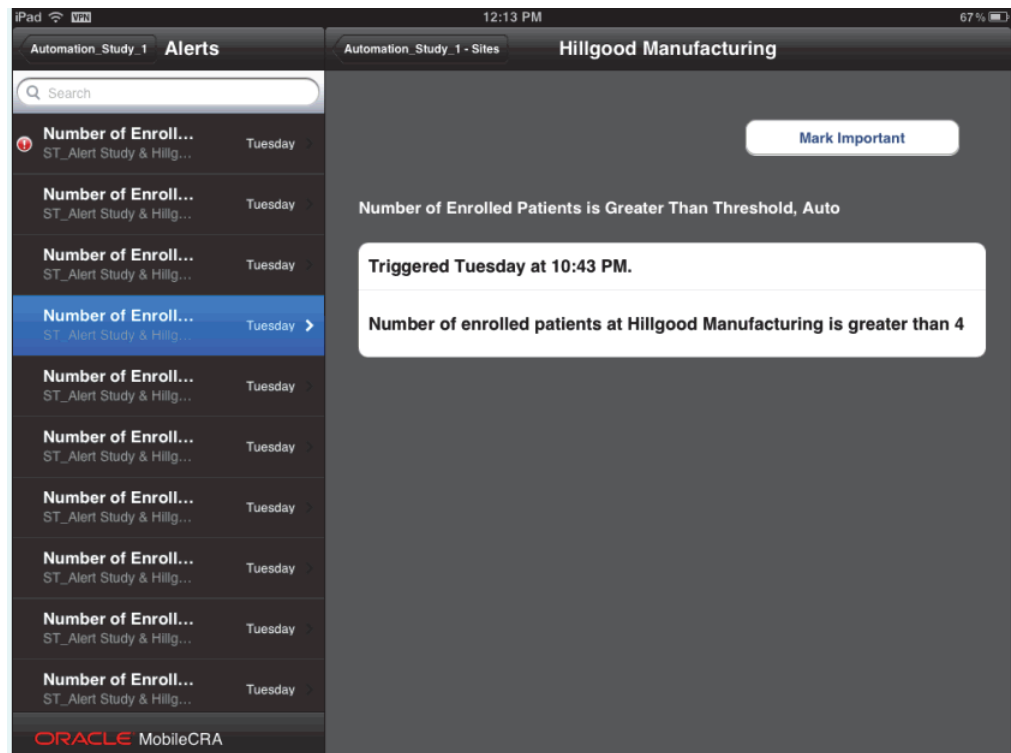 iPad VPN 12:13 PM 67%
Automation_Study_1 Alerts
Search
Number of Enroll...
ST_Alert Study & Hillg...
Tuesday
Number of Enroll...
ST_Alert Study & Hillg...
Tuesday
Number of Enroll...
ST_Alert Study & Hillg...
Tuesday
Number of Enroll...
ST_Alert Study & Hillg...
Tuesday
Number of Enroll...
ST_Alert Study & Hillg...
Tuesday
Number of Enroll...
ST_Alert Study & Hillg...
Tuesday
Number of Enroll...
ST_Alert Study & Hillg...
Tuesday
Number of Enroll...
ST_Alert Study & Hillg...
Tuesday
Number of Enroll...
ST_Alert Study & Hillg...
Tuesday
Number of Enroll...
ST_Alert Study & Hillg...
Tuesday
ORACLE MobileCRA
Automation_Study_1 - Sites Hillgood Manufacturing
Mark Important
Number of Enrolled Patients is Greater Than Threshold, Auto
Triggered Tuesday at 10:43 PM.
Number of enrolled patients at Hillgood Manufacturing is greater than 4